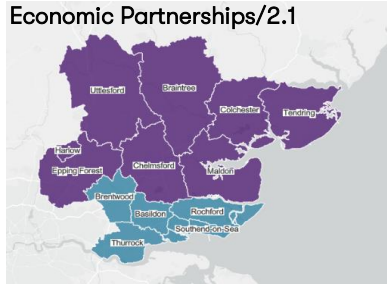 Economic Partnerships/2.1
Uttlesford
Braintree
Colchester
Tendring
Harlow
Epping Forest
Chelmsford
Maldon
Brentwood
Basildon
Rochford
Southend-on-Sea
Thurrock